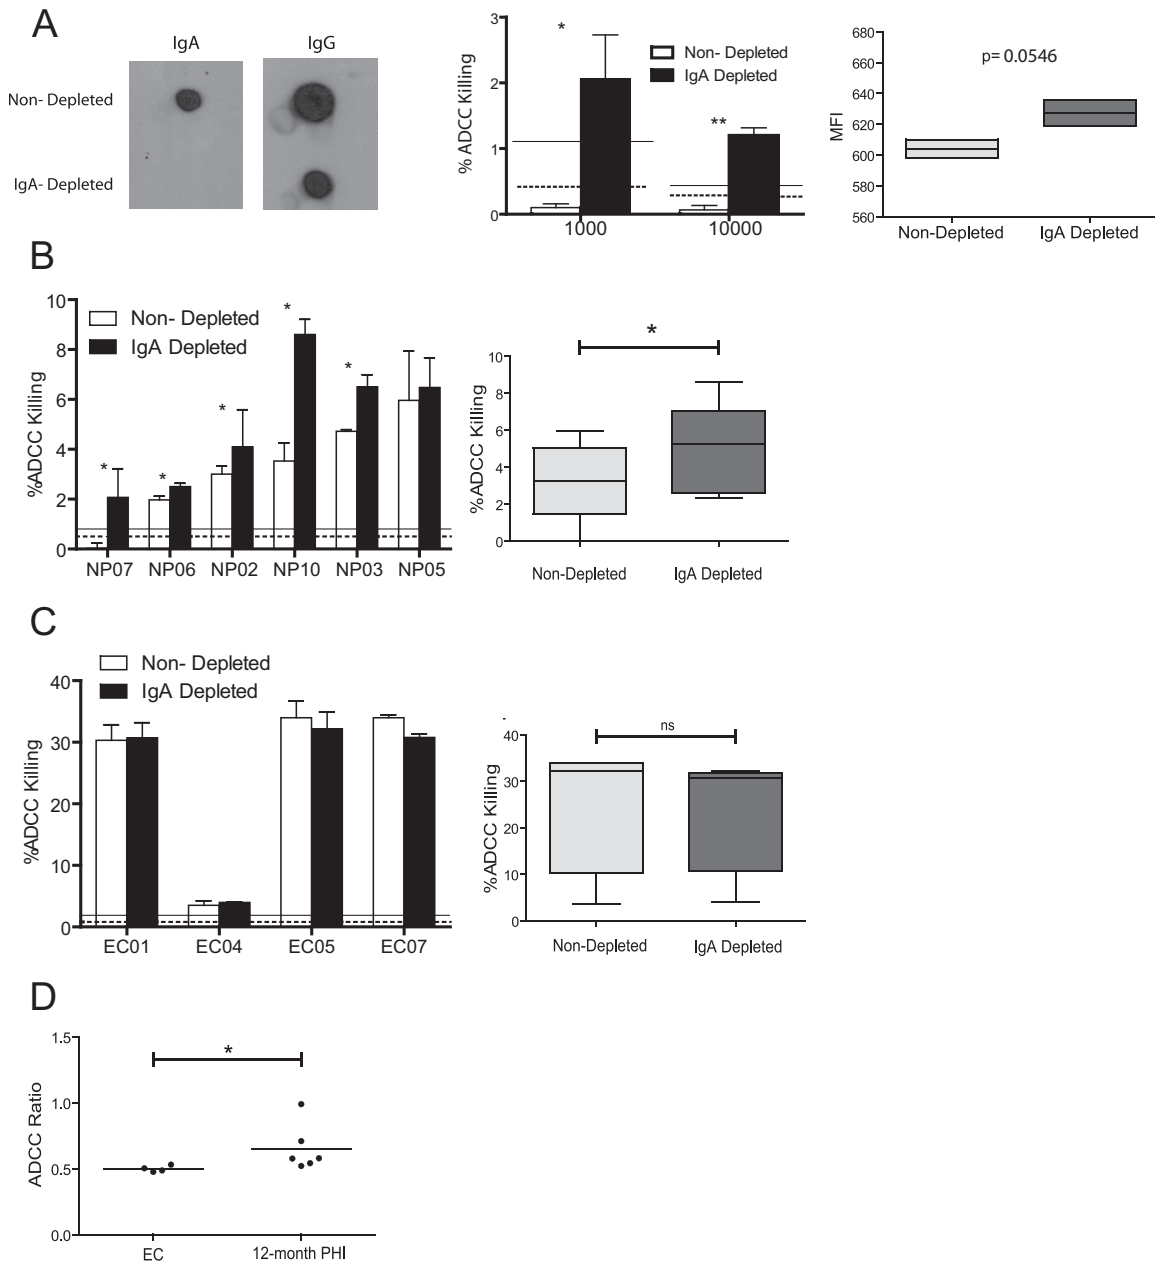 A
IgA
IgG
Non- Depleted
IgA- Depleted
% ADCC Killing
3
2
1
0
*
**
Non- Depleted
IgA Depleted
1000
10000
MFI
680
660
640
620
600
580
560
p= 0.0546
Non-Depleted
IgA Depleted
B
%ADCC Killing
10
8
6
4
2
0
Non- Depleted
IgA Depleted
*
*
*
*
*
NP07
NP06
NP02
NP10
NP03
NP05
%ADCC Killing
10
8
6
4
2
0
*
Non-Depleted
IgA Depleted
C
%ADCC Killing
40
30
20
10
0
Non- Depleted
IgA Depleted
EC01
EC04
EC05
EC07
%ADCC Killing
40
30
20
10
0
ns
Non-Depleted
IgA Depleted
D
ADCC Ratio
1.5
1.0
0.5
0.0
*
EC
12-month PHI